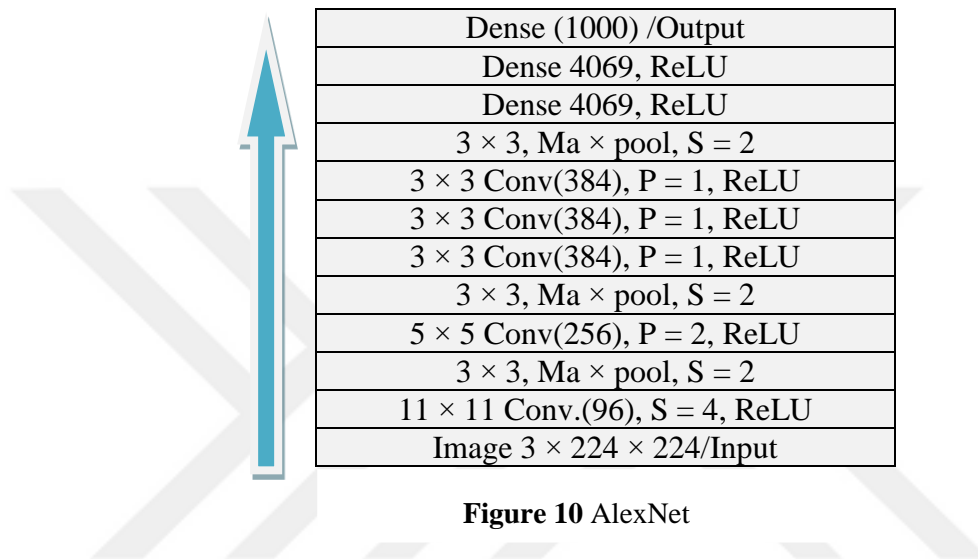 Dense (1000) /Output
Dense 4069, ReLU
Dense 4069, ReLU
3 × 3, Ma × pool, S = 2
3 × 3 Conv(384), P = 1, ReLU
3 × 3 Conv(384), P = 1, ReLU
3 × 3 Conv(384), P = 1, ReLU
3 × 3, Ma × pool, S = 2
5 × 5 Conv(256), P = 2, ReLU
3 × 3, Ma × pool, S = 2
11 × 11 Conv.(96), S = 4, ReLU
Image 3 × 224 × 224/Input
Figure 10 AlexNet